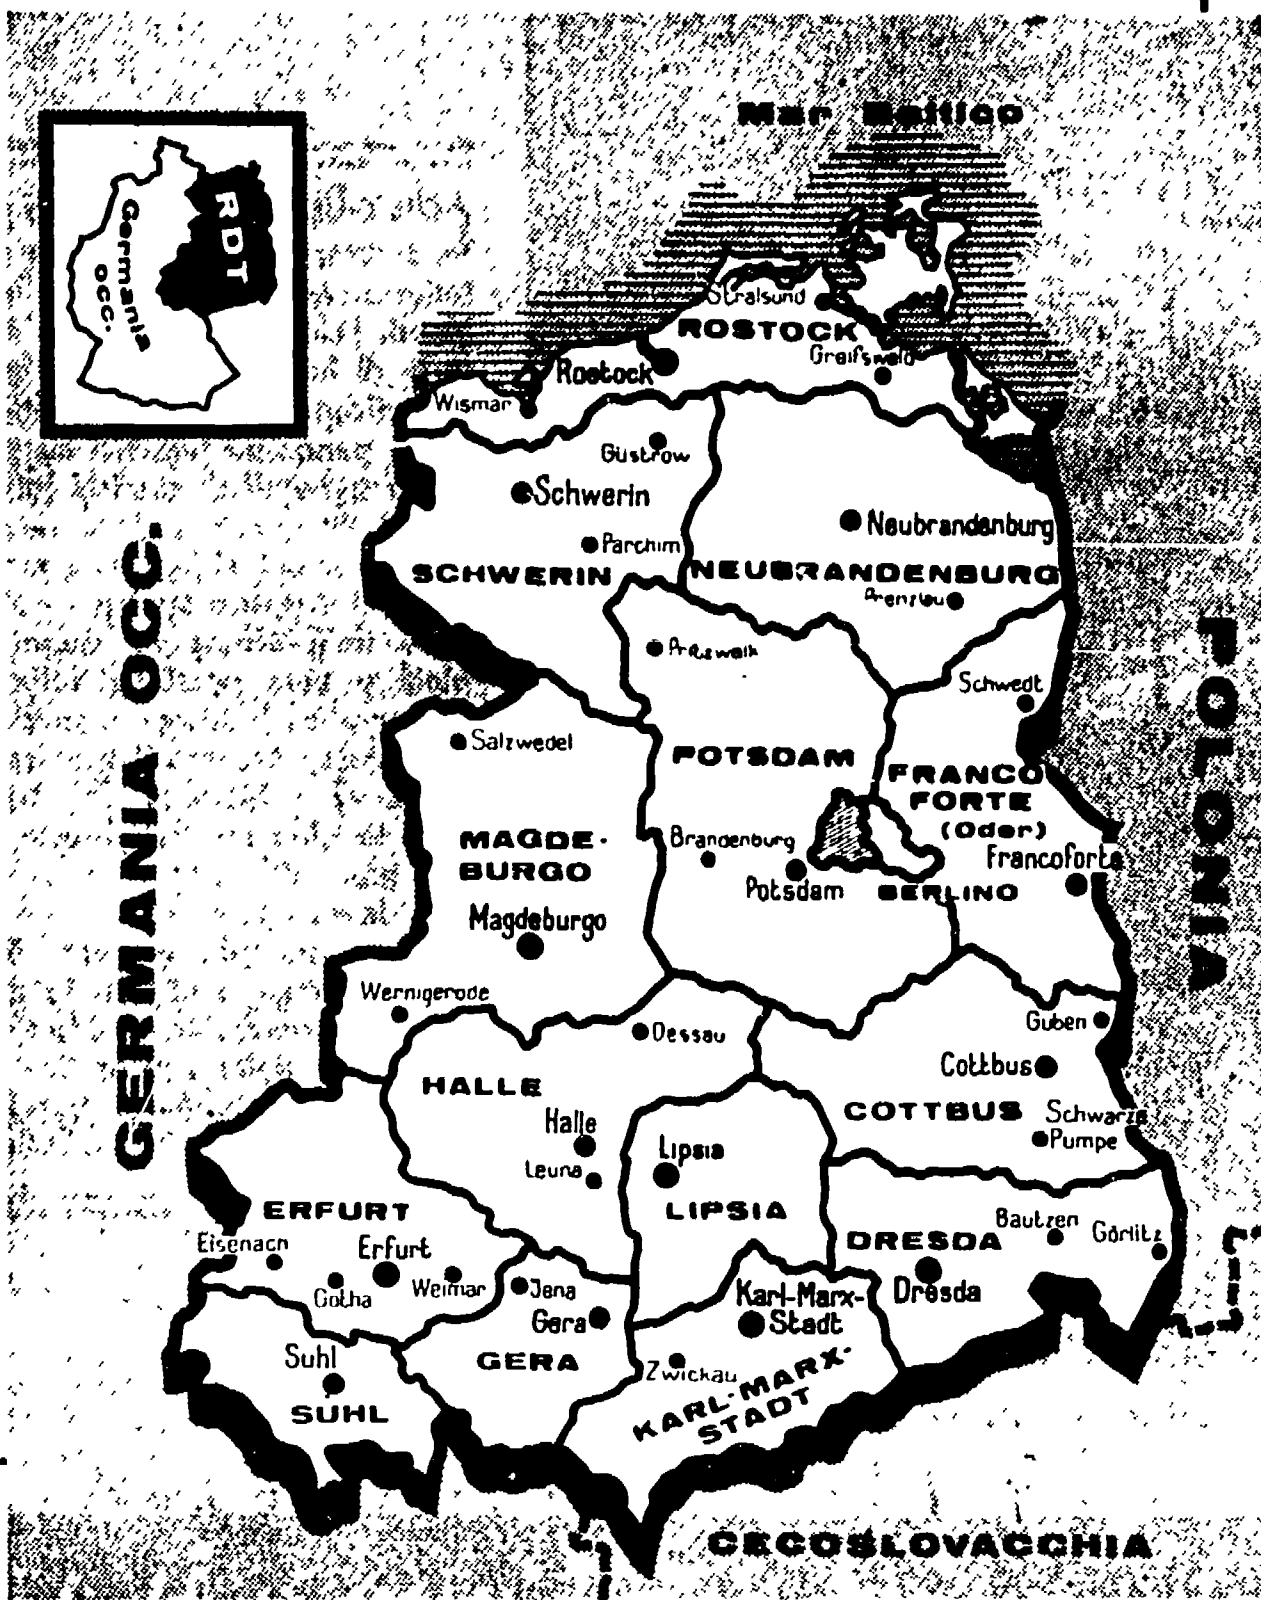 Mar Baltico
RDT
Germania
occ.
Stralsund
ROSTOCK
Greifswald
Rostock
Wismar
Güstrow
Schwerin
Neubrandenburg
Parchim
SCHWERIN
NEUBRANDENBURG
Prenzlau
GERMANIA OCC.
POLONIA
Schwedt
Salzwedel
POTSDAM
FRANCO
FORTE
(Oder)
MAGDE-
BURGO
Brandenburg
Francoforte
Potsdam
BERLINO
Magdeburgo
Wernigerode
Dessau
Guben
Cottbus
HALLE
COTTBUS
Schwarze
Pumpe
Halle
Leuna
Lipsia
LIPSIA
ERFURT
Eisenach
Erfurt
Gotha
Weimar
Jena
Gera
GERA
DRESDA
Bautzen
Görlitz
Dresda
Karl-Marx-
Stadt
Zwickau
KARL-MARX-
STADT
Suhl
SUHL
CECOSLOVACCHIA